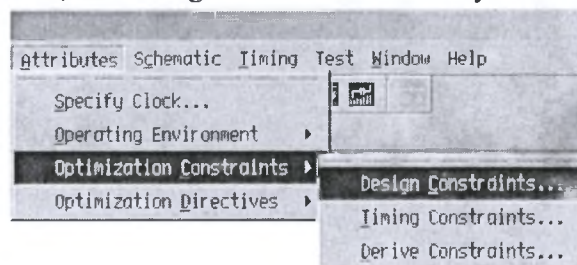 Attributes Schematic Timing Test Window Help
Specify Clock...
Operating Environment
Optimization Constraints
Optimization Directives
Design Constraints...
Timing Constraints...
Derive Constraints...